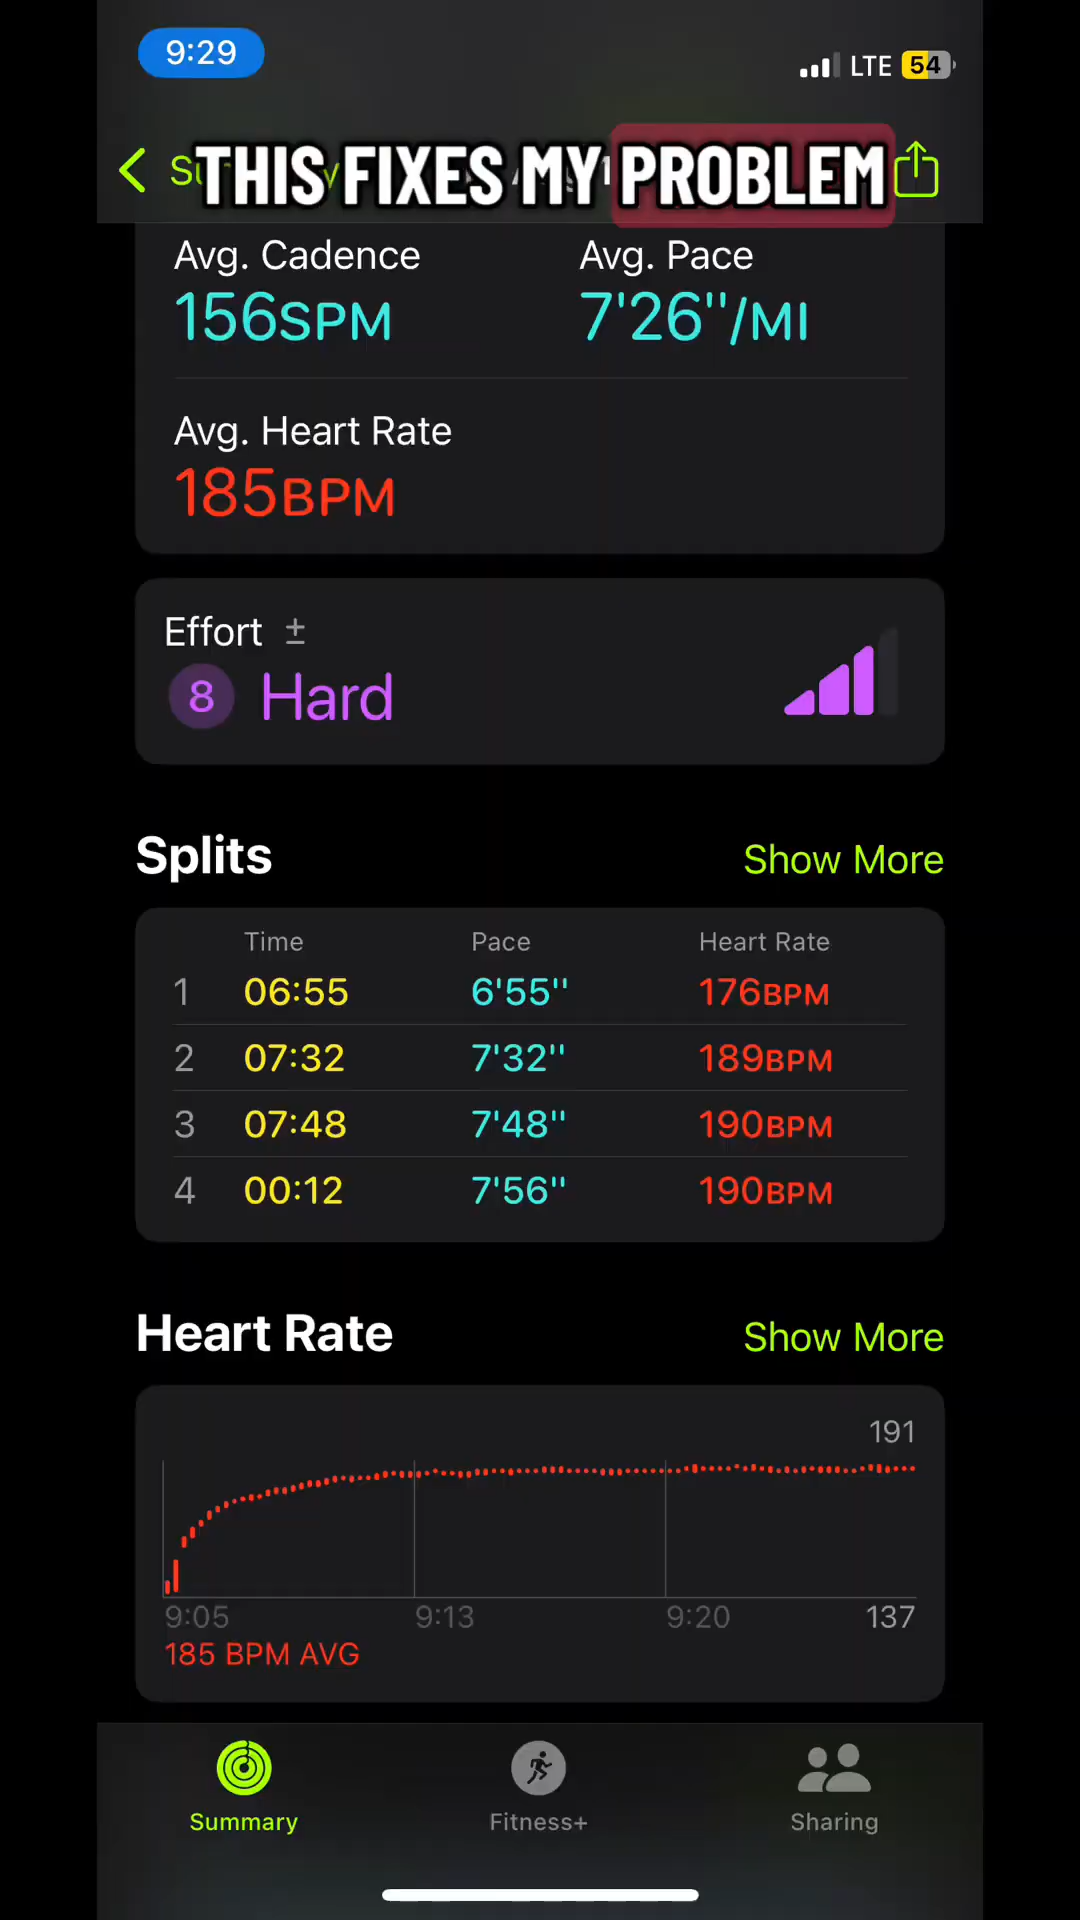 9:29
LTE 54
THIS FIXES MY PROBLEM
Avg. Cadence
Avg. Pace
156SPM
7'26"/MI
Avg. Heart Rate
185BPM
Effort ±
8 Hard
Splits
Show More
Time Pace Heart Rate
1 06:55 6'55" 176BPM
2 07:32 7'32" 189BPM
3 07:48 7'48" 190BPM
4 00:12 7'56" 190BPM
Heart Rate
Show More
191
9:05 9:13 9:20 137
185 BPM AVG
Summary
Fitness+
Sharing